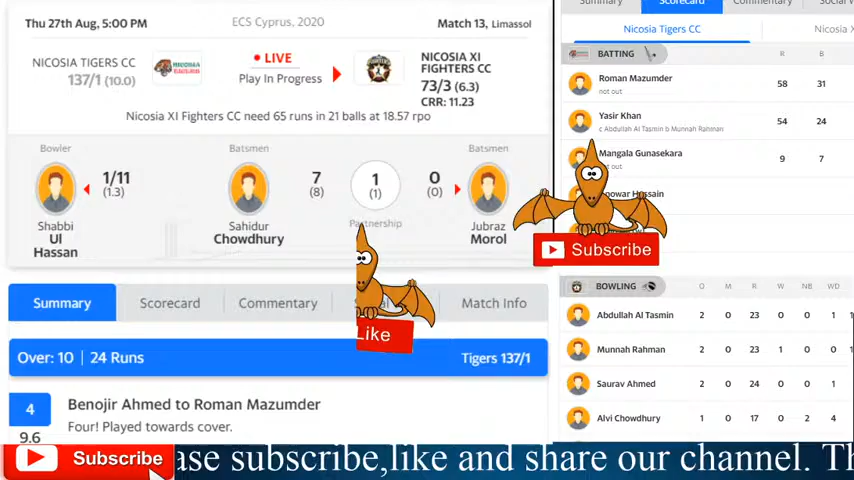 Thu 27th Aug, 5:00 PM
ECS Cyprus, 2020
Match 13, Limassol
NICOSIA TIGERS CC
137/1 (10.0)
LIVE
Play In Progress
NICOSIA XI
FIGHTERS CC
73/3 (6.3)
CRR: 11.23
Nicosia XI Fighters CC need 65 runs in 21 balls at 18.57 rpo
Bowler
Batsmen
Batsmen
1/11
(1.3)
7
(8)
1
(1)
0
(0)
Partnership
Shabbi
Ul
Hassan
Sahidur
Chowdhury
Jubraz
Morol
Summary
Scorecard
Commentary
Match Info
Over: 10 | 24 Runs
Tigers 137/1
4
9.6
Benojir Ahmed to Roman Mazumder
Four! Played towards cover.
Like
Summary
Scorecard
Commentary
Nicosia Tigers CC
Nicosia X
BATTING
R
B
Roman Mazumder
58
31
not out
Yasir Khan
54
24
c Abdullah Al Tasmin b Munnah Rahman
Mangala Gunasekara
9
7
out
Subscribe
BOWLING
O
M
R
W
NB
WD
Abdullah Al Tasmin
2
0
23
0
0
1
Munnah Rahman
2
0
23
1
0
0
Saurav Ahmed
2
0
24
0
0
1
Alvi Chowdhury
1
0
17
0
2
4
Subscribe
ase subscribe,like and share our channel. Th